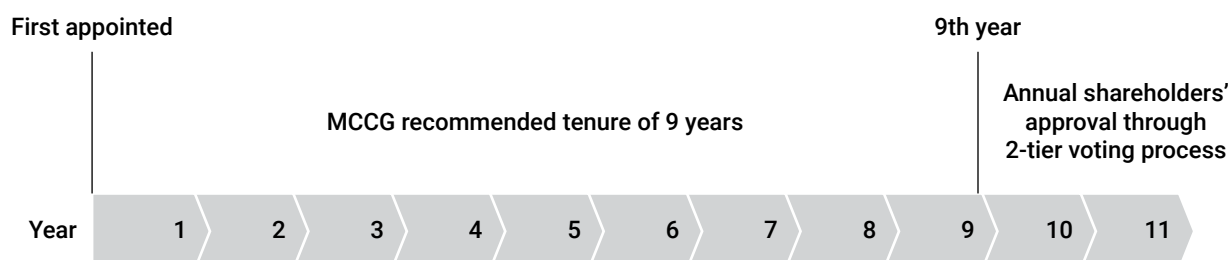 First appointed
9th year
MCCG recommended tenure of 9 years
Annual shareholders’
approval through
2-tier voting process
Year 1 2 3 4 5 6 7 8 9 10 11